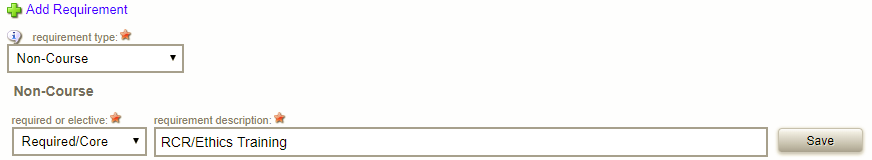 Add Requirement
requirement type:
Non-Course
Non-Course
required or elective: requirement description:
Required/Core RCR/Ethics Training Save